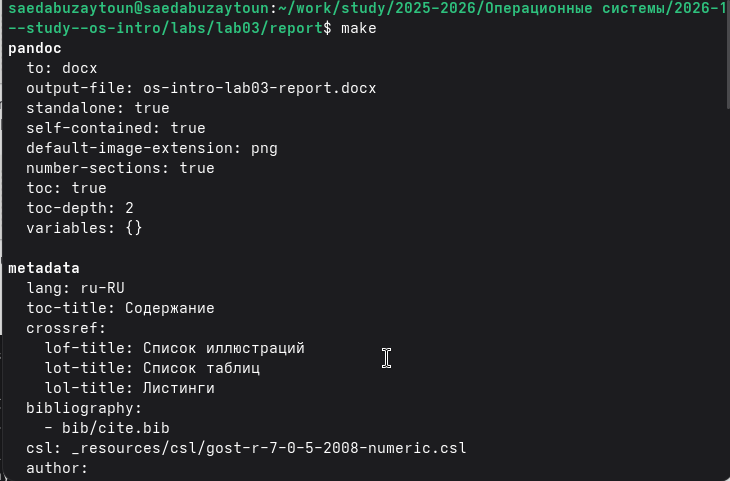 saedabuzaytoun@saedabuzaytoun:~/work/study/2025-2026/Операционные системы/2026-1
--study--os-intro/labs/lab03/report$ make
pandoc
  to: docx
  output-file: os-intro-lab03-report.docx
  standalone: true
  self-contained: true
  default-image-extension: png
  number-sections: true
  toc: true
  toc-depth: 2
  variables: {}

metadata
  lang: ru-RU
  toc-title: Содержание
  crossref:
    lof-title: Список иллюстраций
    lot-title: Список таблиц
    lol-title: Листинги
  bibliography:
    - bib/cite.bib
  csl: _resources/csl/gost-r-7-0-5-2008-numeric.csl
  author: